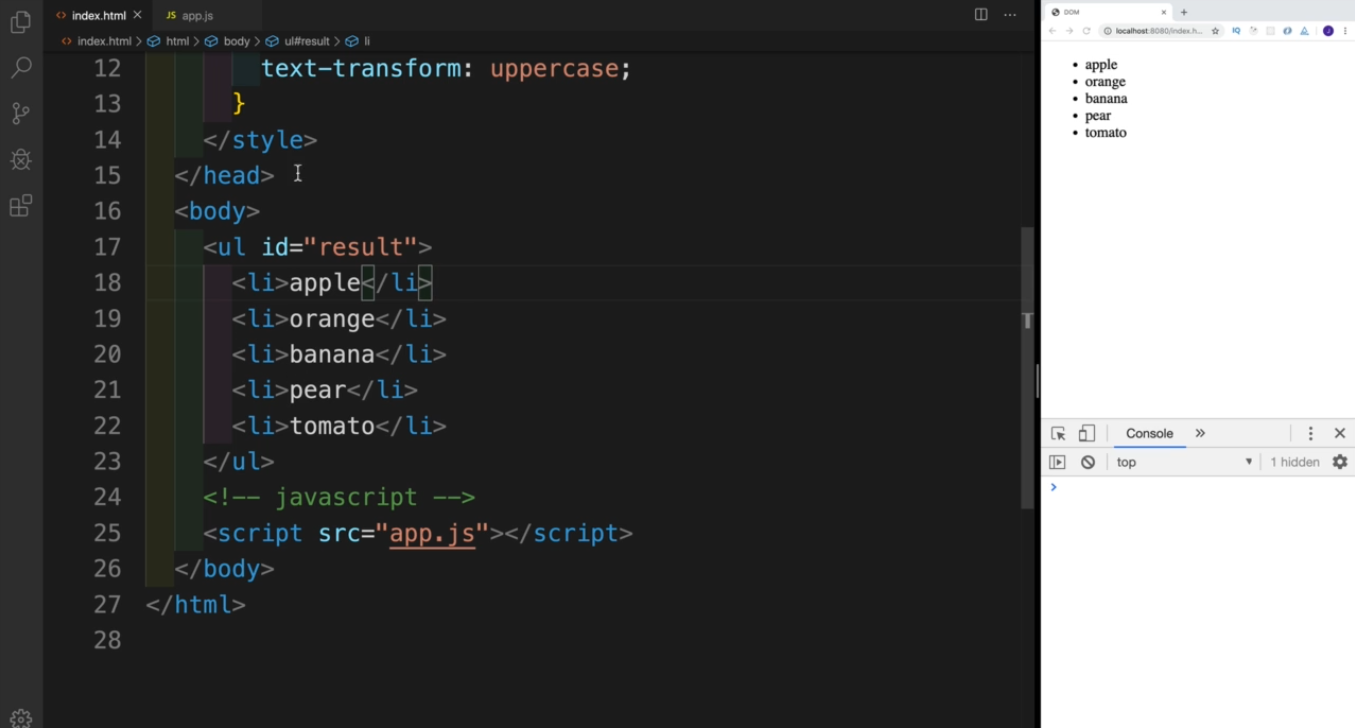 index.html
JS app.js
index.html > html > body > ul#result > li
12 text-transform: uppercase;
13 }
14 </style>
15 </head>
16 <body>
17 <ul id="result">
18 <li>apple</li>
19 <li>orange</li>
20 <li>banana</li>
21 <li>pear</li>
22 <li>tomato</li>
23 </ul>
24 <!-- javascript -->
25 <script src="app.js"></script>
26 </body>
27 </html>
28
DOM
localhost:8080/index.h...
IQ
J
• apple
• orange
• banana
• pear
• tomato
Console
top
1 hidden